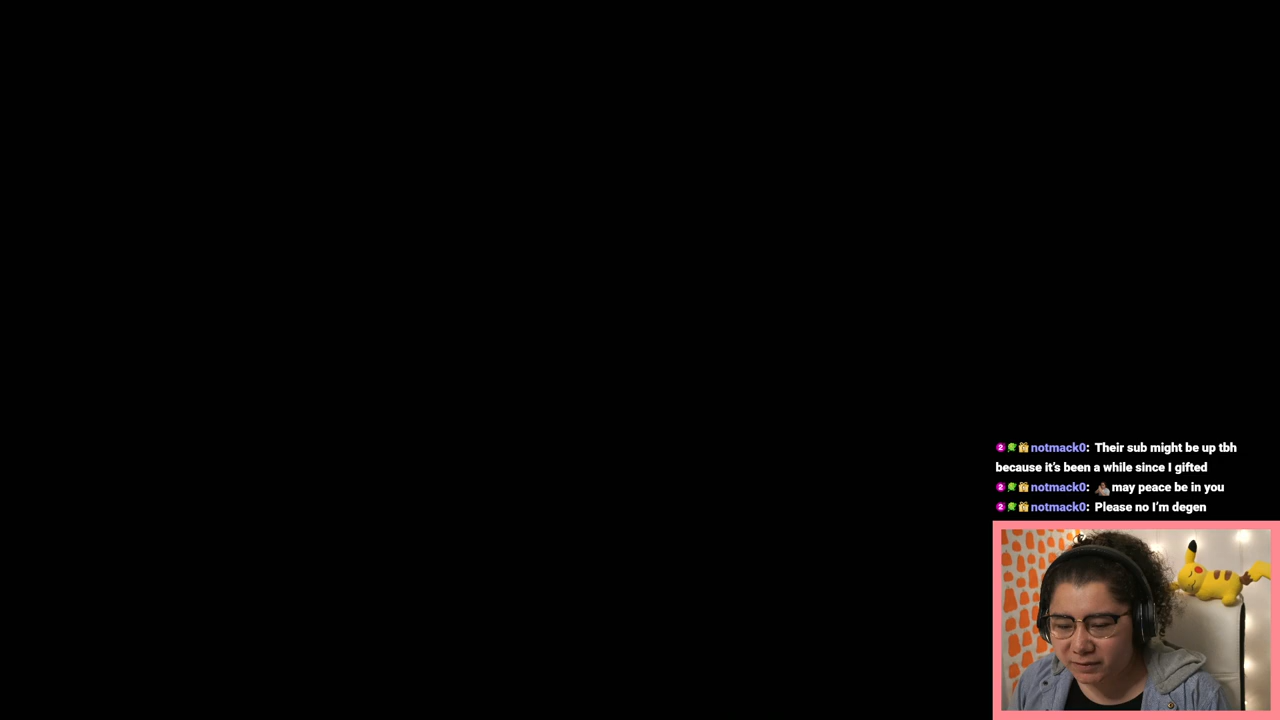 notmack0: Their sub might be up tbh
because it’s been a while since I gifted
notmack0: may peace be in you
notmack0: Please no I’m degen